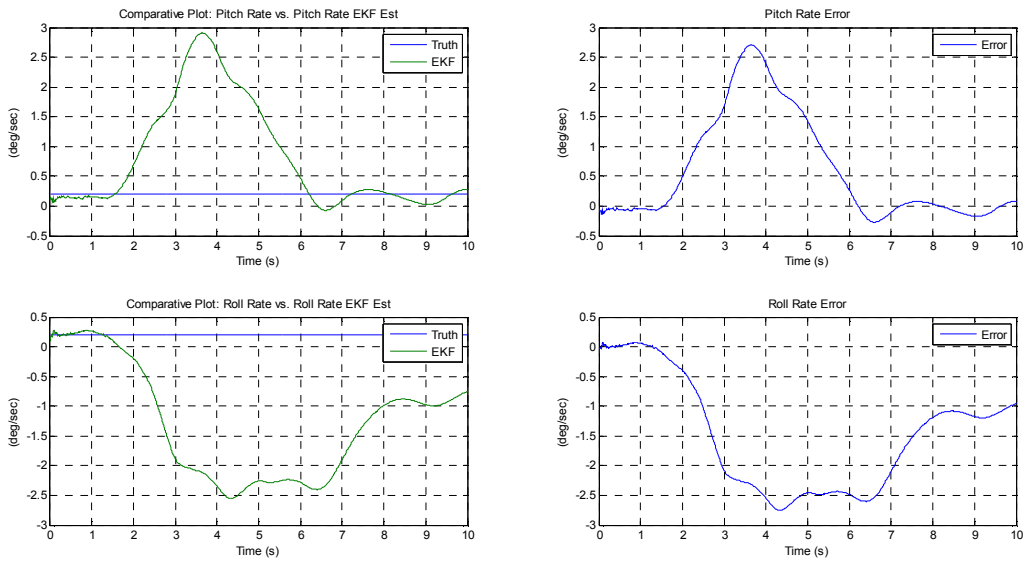 Comparative Plot: Pitch Rate vs. Pitch Rate EKF Est
3
2.5
2
1.5
1
0.5
0
-0.5
(deg/sec)
0 1 2 3 4 5 6 7 8 9 10
Time (s)
Truth
EKF
Pitch Rate Error
3
2.5
2
1.5
1
0.5
0
-0.5
(deg/sec)
0 1 2 3 4 5 6 7 8 9 10
Time (s)
Error
Comparative Plot: Roll Rate vs. Roll Rate EKF Est
0.5
0
-0.5
-1
-1.5
-2
-2.5
-3
(deg/sec)
0 1 2 3 4 5 6 7 8 9 10
Time (s)
Truth
EKF
Roll Rate Error
0.5
0
-0.5
-1
-1.5
-2
-2.5
-3
(deg/sec)
0 1 2 3 4 5 6 7 8 9 10
Time (s)
Error